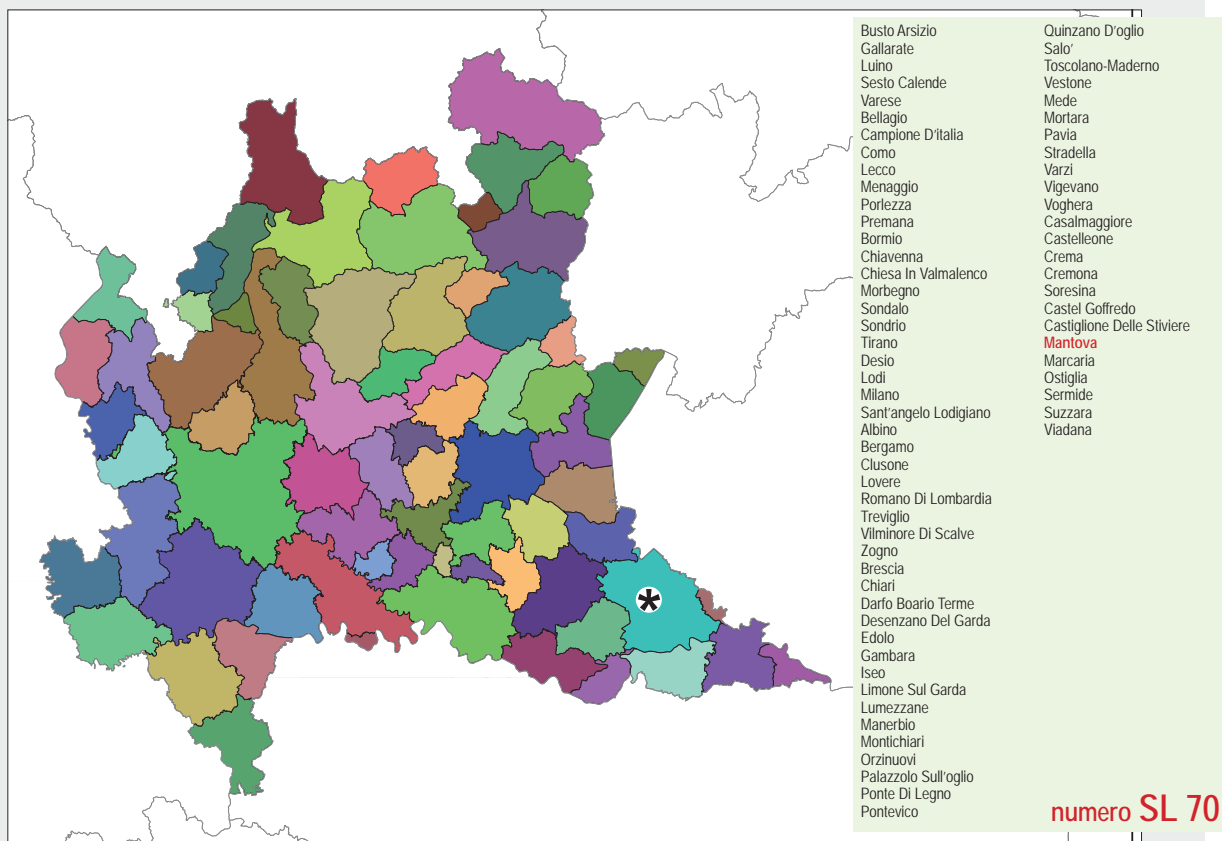 Busto Arsizio
Gallarate
Luino
Sesto Calende
Varese
Bellagio
Campione D'italia
Como
Lecco
Menaggio
Porlezza
Premana
Bormio
Chiavenna
Chiesa In Valmalenco
Morbegno
Sondalo
Sondrio
Tirano
Desio
Lodi
Milano
Sant'angelo Lodigiano
Albino
Bergamo
Clusone
Lovere
Romano Di Lombardia
Treviglio
Vilminore Di Scalve
Zogno
Brescia
Chiari
Darfo Boario Terme
Desenzano Del Garda
Edolo
Gambara
Iseo
Limone Sul Garda
Lumezzane
Manerbio
Montichiari
Orzinuovi
Palazzolo Sull'oglio
Ponte Di Legno
Pontevico
Quinzano D'oglio
Salo'
Toscolano-Maderno
Vestone
Mede
Mortara
Pavia
Stradella
Varzi
Vigevano
Voghera
Casalmaggiore
Castelleone
Crema
Cremona
Soresina
Castel Goffredo
Castiglione Delle Stiviere
Mantova
Marcaria
Ostiglia
Sermide
Suzzara
Viadana
numero SL 70
*